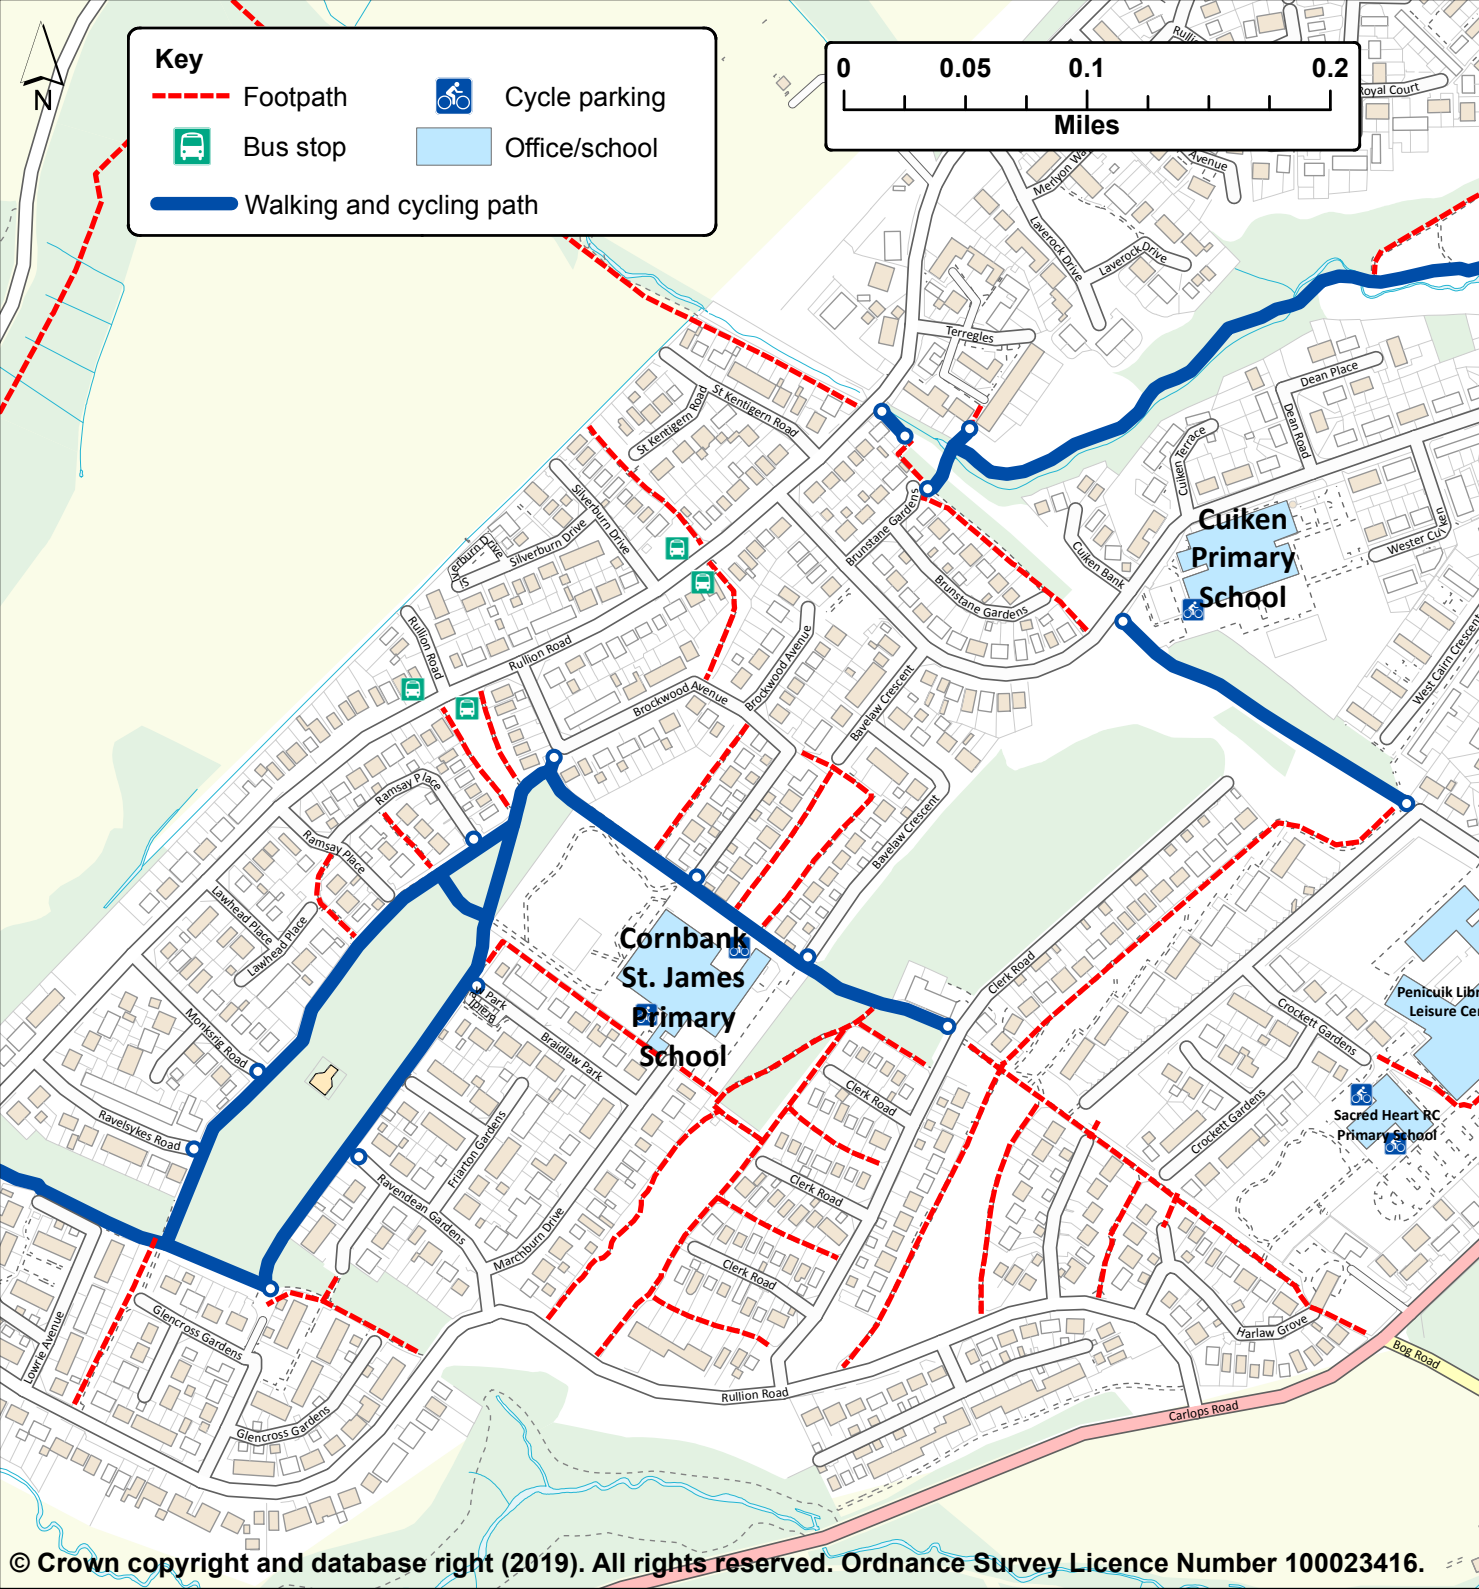 N
Key
Footpath
Cycle parking
Bus stop
Office/school
Walking and cycling path
0 0.05 0.1 0.2
Miles
Royal Court
Avenue
Laverock Drive
Laverock Drive
Terregles
St Kentigern Road
St Kentigern Road
Dean Place
Dean Road
Cuiken Terrace
Silverburn Drive
Silverburn Drive
Brunstane Gardens
Brunstane Gardens
Cuiken Bank
Cuiken
Primary
School
West Cairn Crescent
Rullion Road
Rullion Road
Brockwood Avenue
Brockwood Avenue
Bavelaw Crescent
Bavelaw Crescent
Ramsay Place
Ramsay Place
Lawhead Place
Lawhead Place
Cornbank
St. James
Primary
School
Clerk Road
Penicuik Libr
Leisure Cen
Monksrig Road
Braidlaw Park
Crockett Gardens
Crockett Gardens
Sacred Heart RC
Primary School
Ravelsykes Road
Friarton Gardens
Clerk Road
Clerk Road
Clerk Road
Ravendean Gardens
Marchburn Drive
Glencross Gardens
Glencross Gardens
Lowrie Avenue
Harlaw Grove
Bog Road
Rullion Road
Carlops Road
© Crown copyright and database right (2019). All rights reserved. Ordnance Survey Licence Number 100023416.